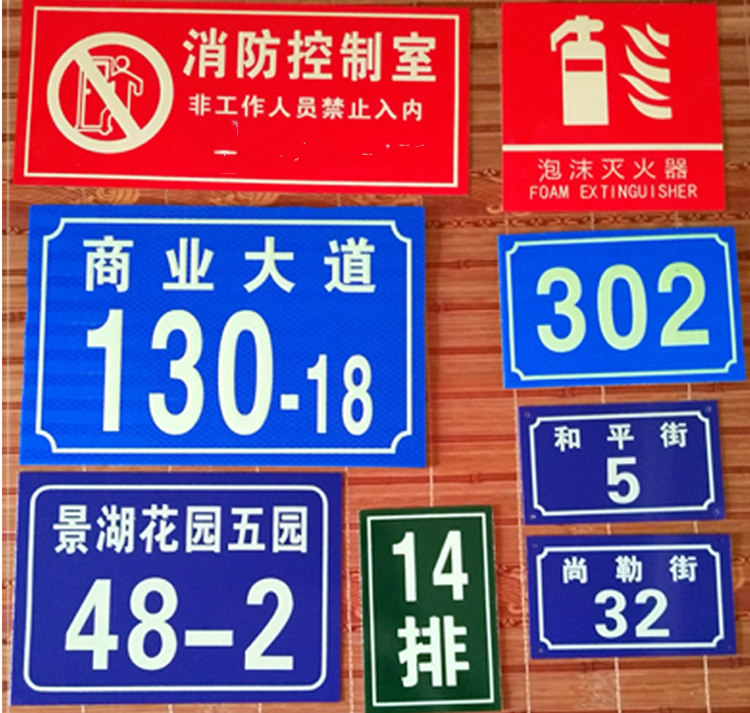 消防控制室
非工作人员禁止入内
泡沫灭火器
FOAM EXTINGUISHER
商业大道
130-18
302
和平街
5
景湖花园五园
48-2
14
排
尚勒街
32